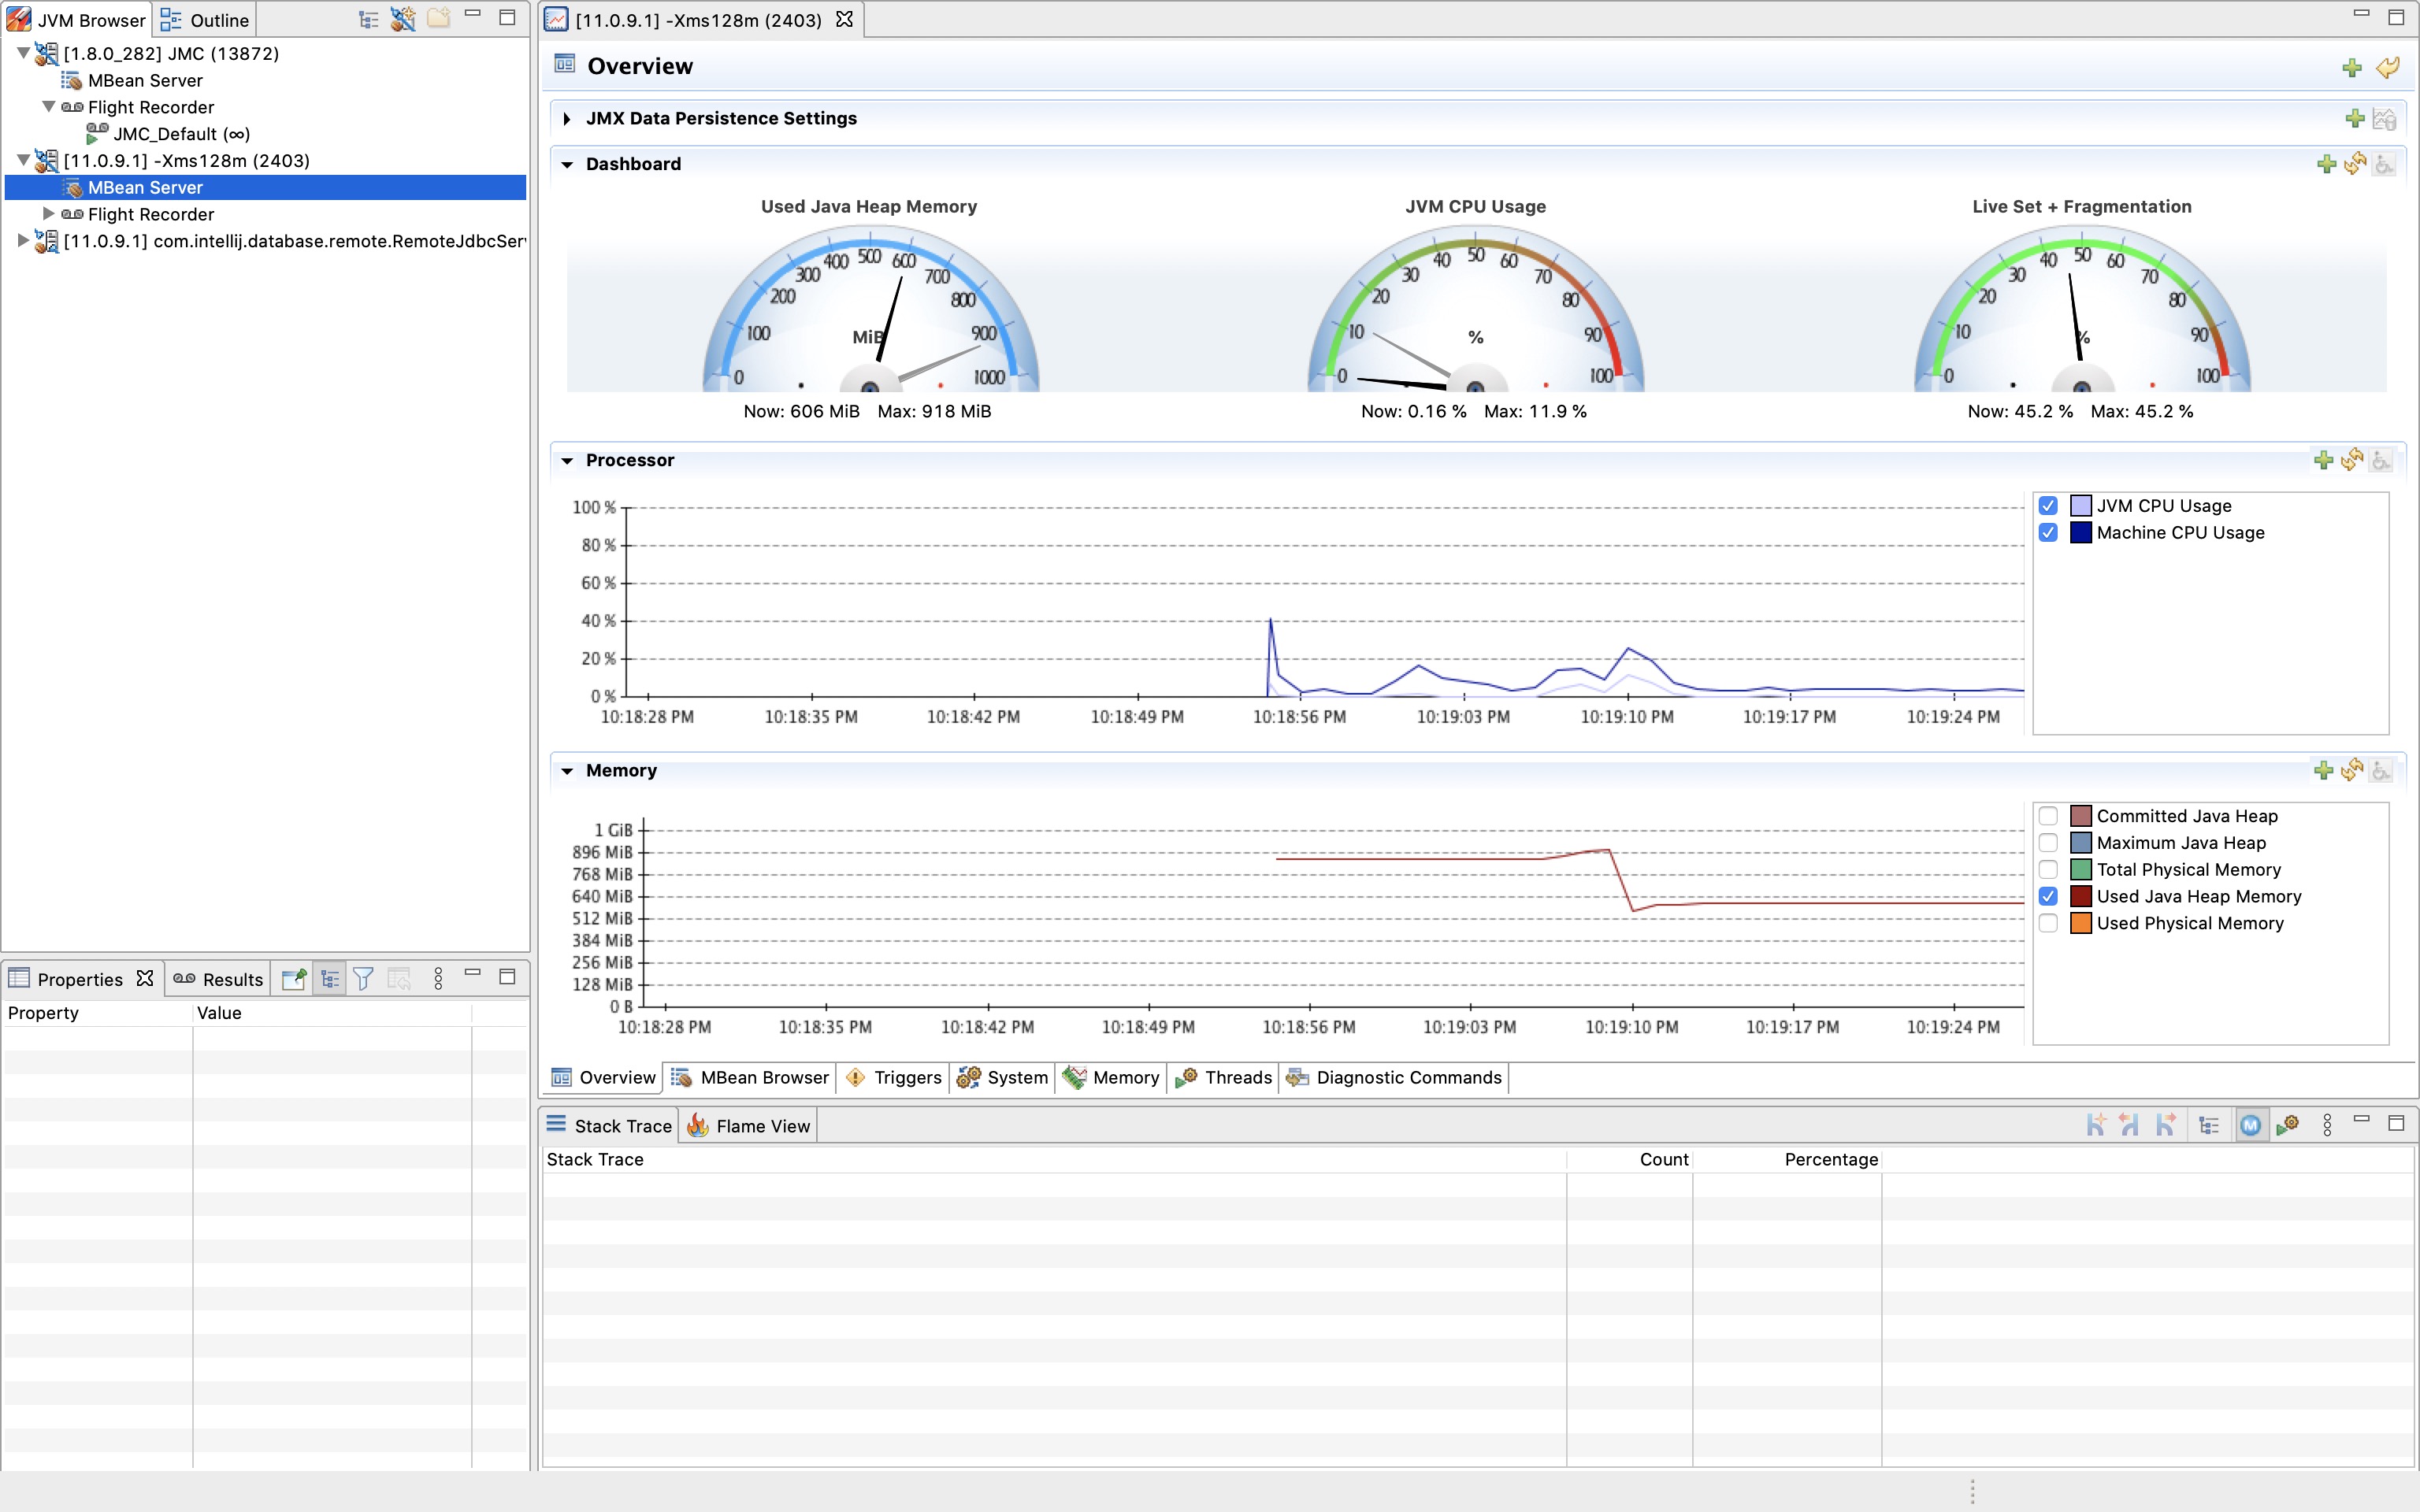 JVM Browser
Outline
[1.8.0_282] JMC (13872)
MBean Server
Flight Recorder
JMC_Default (∞)
[11.0.9.1] -Xms128m (2403)
MBean Server
Flight Recorder
[11.0.9.1] com.intellij.database.remote.RemoteJdbcSer
[11.0.9.1] -Xms128m (2403)
Overview
JMX Data Persistence Settings
Dashboard
Used Java Heap Memory
0 100 200 300 400 500 600 700 800 900 1000
MiB
Now: 606 MiB Max: 918 MiB
JVM CPU Usage
0 10 20 30 40 50 60 70 80 90 100
%
Now: 0.16 % Max: 11.9 %
Live Set + Fragmentation
0 10 20 30 40 50 60 70 80 90 100
%
Now: 45.2 % Max: 45.2 %
Processor
100 %
80 %
60 %
40 %
20 %
0 %
10:18:28 PM 10:18:35 PM 10:18:42 PM 10:18:49 PM 10:18:56 PM 10:19:03 PM 10:19:10 PM 10:19:17 PM 10:19:24 PM
JVM CPU Usage
Machine CPU Usage
Memory
1 GiB
896 MiB
768 MiB
640 MiB
512 MiB
384 MiB
256 MiB
128 MiB
0 B
10:18:28 PM 10:18:35 PM 10:18:42 PM 10:18:49 PM 10:18:56 PM 10:19:03 PM 10:19:10 PM 10:19:17 PM 10:19:24 PM
Committed Java Heap
Maximum Java Heap
Total Physical Memory
Used Java Heap Memory
Used Physical Memory
Overview MBean Browser Triggers System Memory Threads Diagnostic Commands
Properties
Results
Property Value
Stack Trace
Flame View
M
Stack Trace Count Percentage